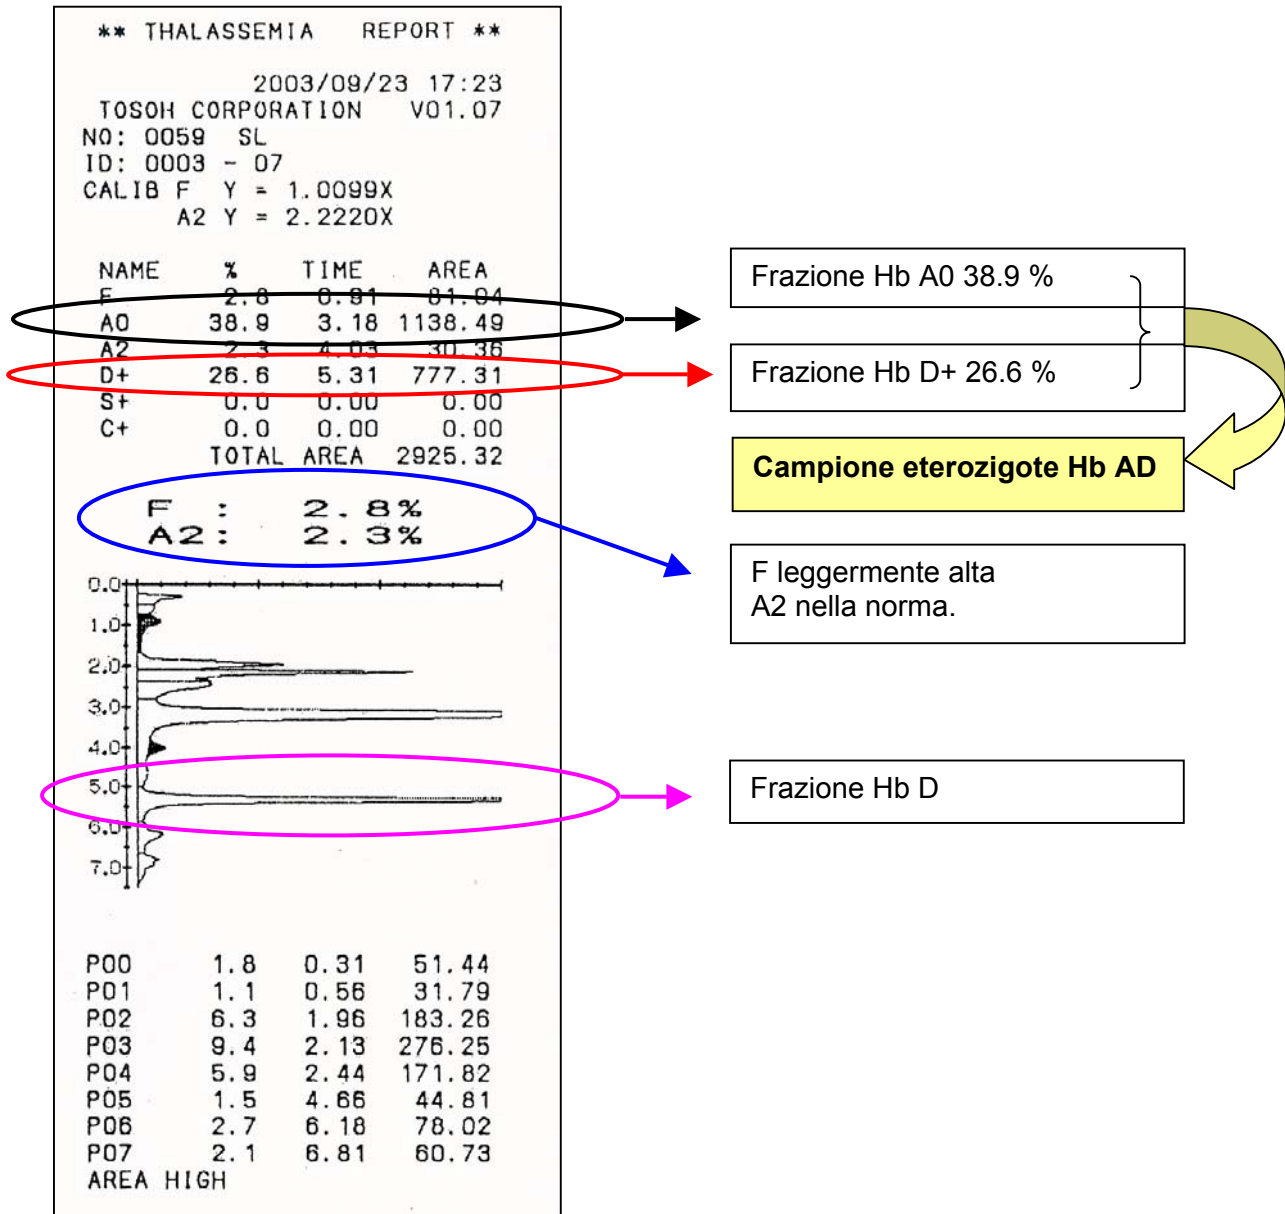 ** THALASSEMIA REPORT **
2003/09/23 17:23
TOSOH CORPORATION V01.07
NO: 0059 SL
ID: 0003 - 07
CALIB F Y = 1.0099X
A2 Y = 2.2220X
NAME % TIME AREA
F 2.8 0.91 81.04
A0 38.9 3.18 1138.49
A2 2.3 4.03 30.36
D+ 26.6 5.31 777.31
S+ 0.0 0.00 0.00
C+ 0.0 0.00 0.00
TOTAL AREA 2925.32
F : 2.8%
A2: 2.3%
0.0
1.0
2.0
3.0
4.0
5.0
6.0
7.0
P00 1.8 0.31 51.44
P01 1.1 0.56 31.79
P02 6.3 1.96 183.26
P03 9.4 2.13 276.25
P04 5.9 2.44 171.82
P05 1.5 4.66 44.81
P06 2.7 6.18 78.02
P07 2.1 6.81 60.73
AREA HIGH
Frazione Hb A0 38.9 %
Frazione Hb D+ 26.6 %
Campione eterozigote Hb AD
F leggermente alta
A2 nella norma.
Frazione Hb D